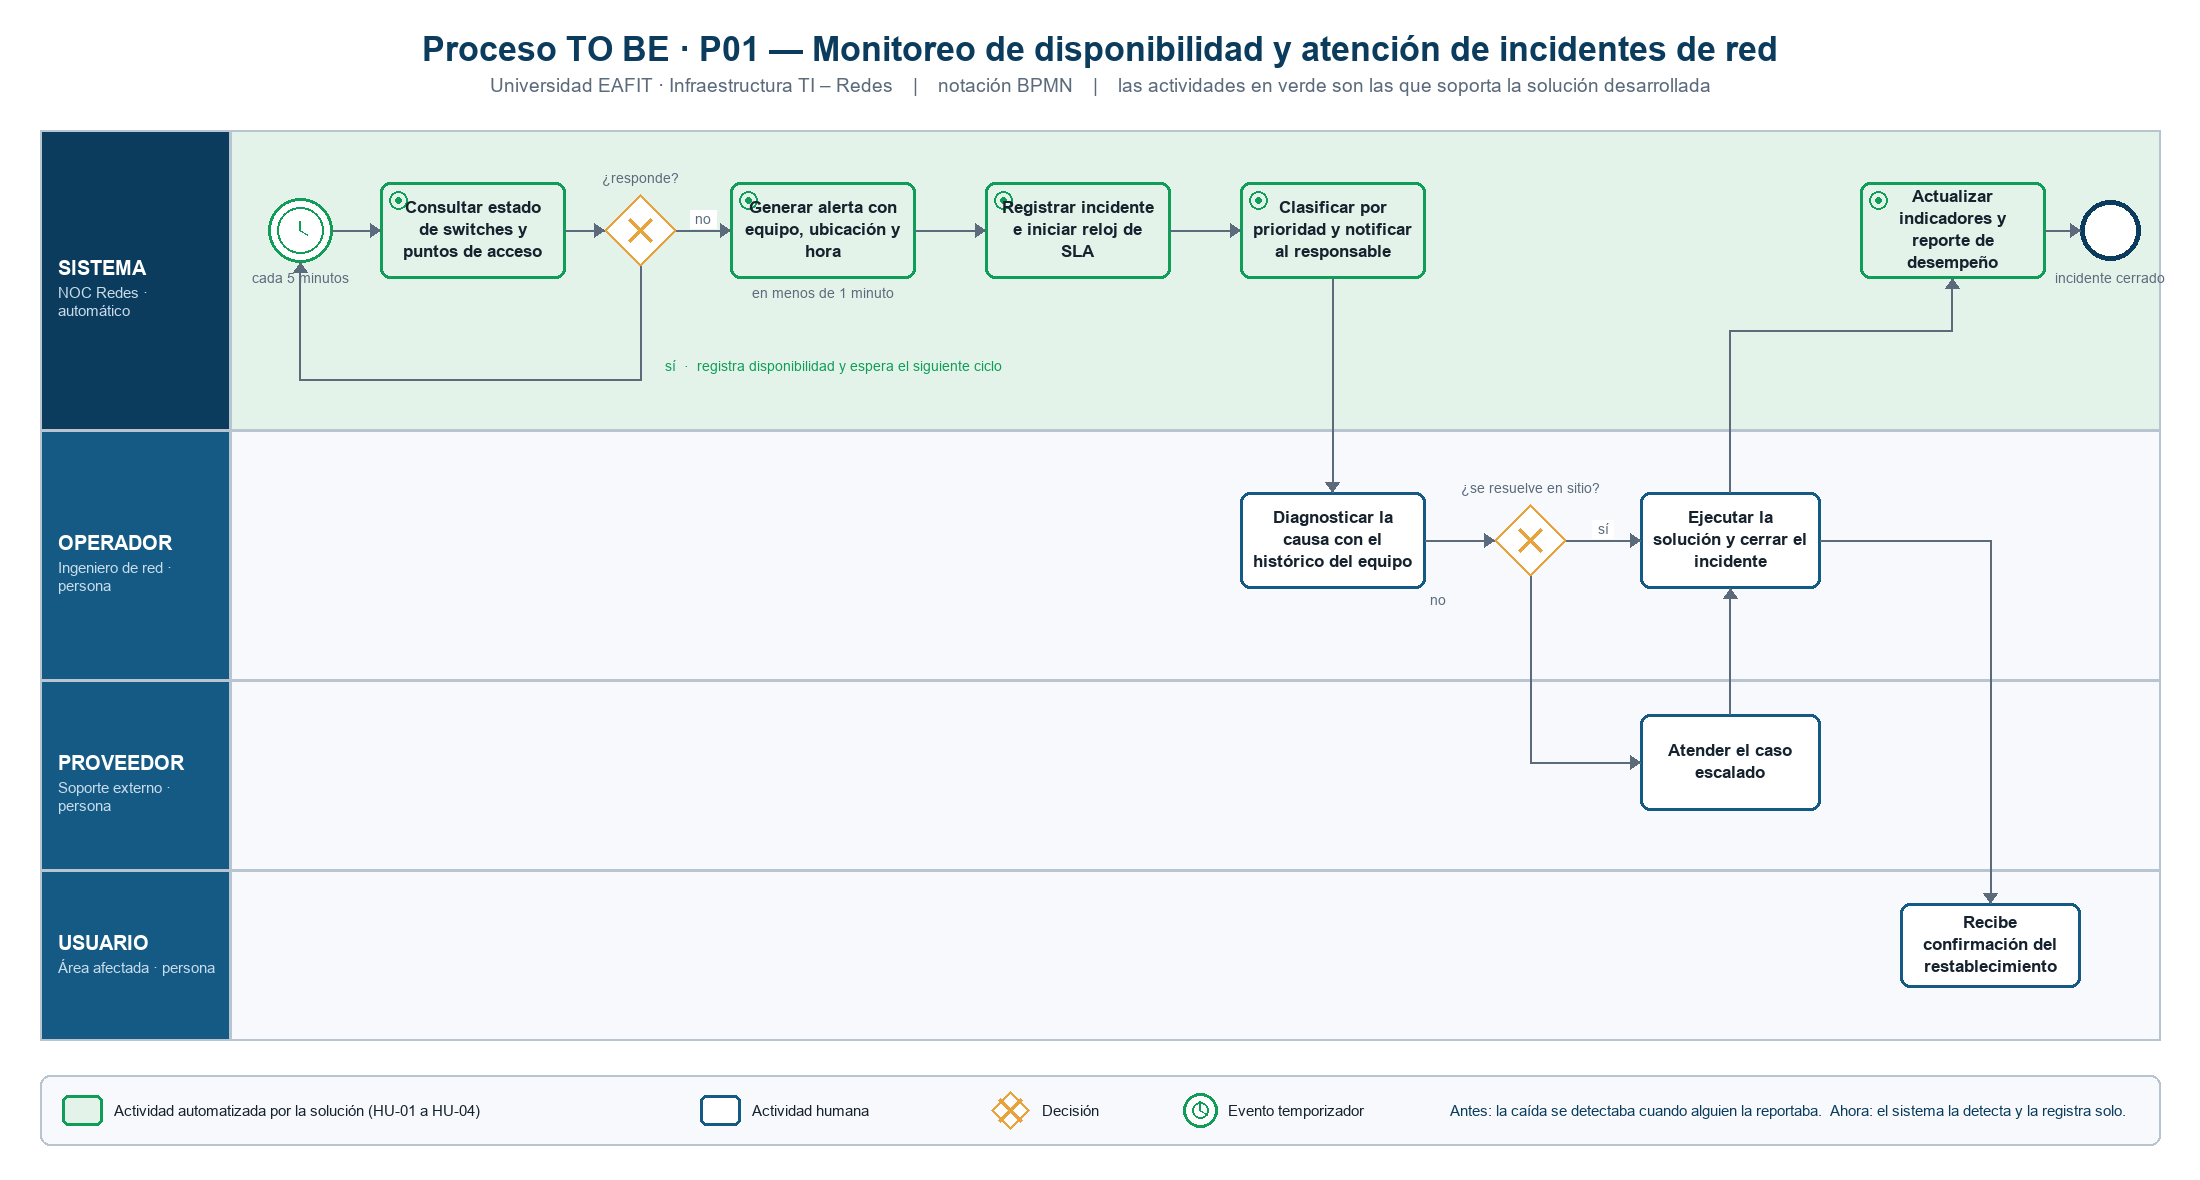 Proceso TO BE · P01 — Monitoreo de disponibilidad y atención de incidentes de red
Universidad EAFIT · Infraestructura TI – Redes | notación BPMN | las actividades en verde son las que soporta la solución desarrollada
SISTEMA
NOC Redes ·
automático
cada 5 minutos
Consultar estado
de switches y
puntos de acceso
¿responde?
no
Generar alerta con
equipo, ubicación y
hora
en menos de 1 minuto
Registrar incidente
e iniciar reloj de
SLA
Clasificar por
prioridad y notificar
al responsable
Actualizar
indicadores y
reporte de
desempeño
incidente cerrado
sí · registra disponibilidad y espera el siguiente ciclo
OPERADOR
Ingeniero de red ·
persona
Diagnosticar la
causa con el
histórico del equipo
¿se resuelve en sitio?
sí
no
Ejecutar la
solución y cerrar el
incidente
PROVEEDOR
Soporte externo ·
persona
Atender el caso
escalado
USUARIO
Área afectada · persona
Recibe
confirmación del
restablecimiento
Actividad automatizada por la solución (HU-01 a HU-04)
Actividad humana
Decisión
Evento temporizador
Antes: la caída se detectaba cuando alguien la reportaba. Ahora: el sistema la detecta y la registra solo.